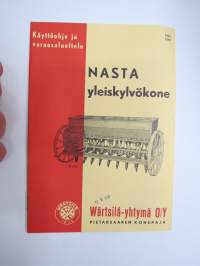 Käyttöohje ja
varaosaluettelo
NASTA
yleiskylvökone
Wärtsilä-yhtymä O/Y
PIETARSAAREN KONEPAJA